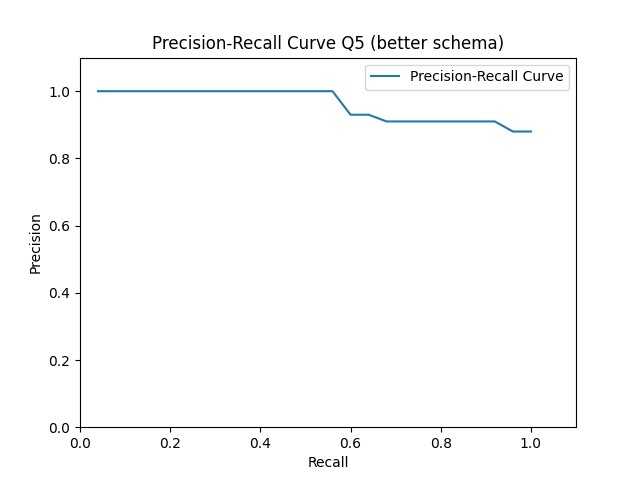 Precision-Recall Curve Q5 (better schema)
Precision-Recall Curve
1.0
0.8
0.6
0.4
0.2
0.0
Precision
0.0 0.2 0.4 0.6 0.8 1.0
Recall